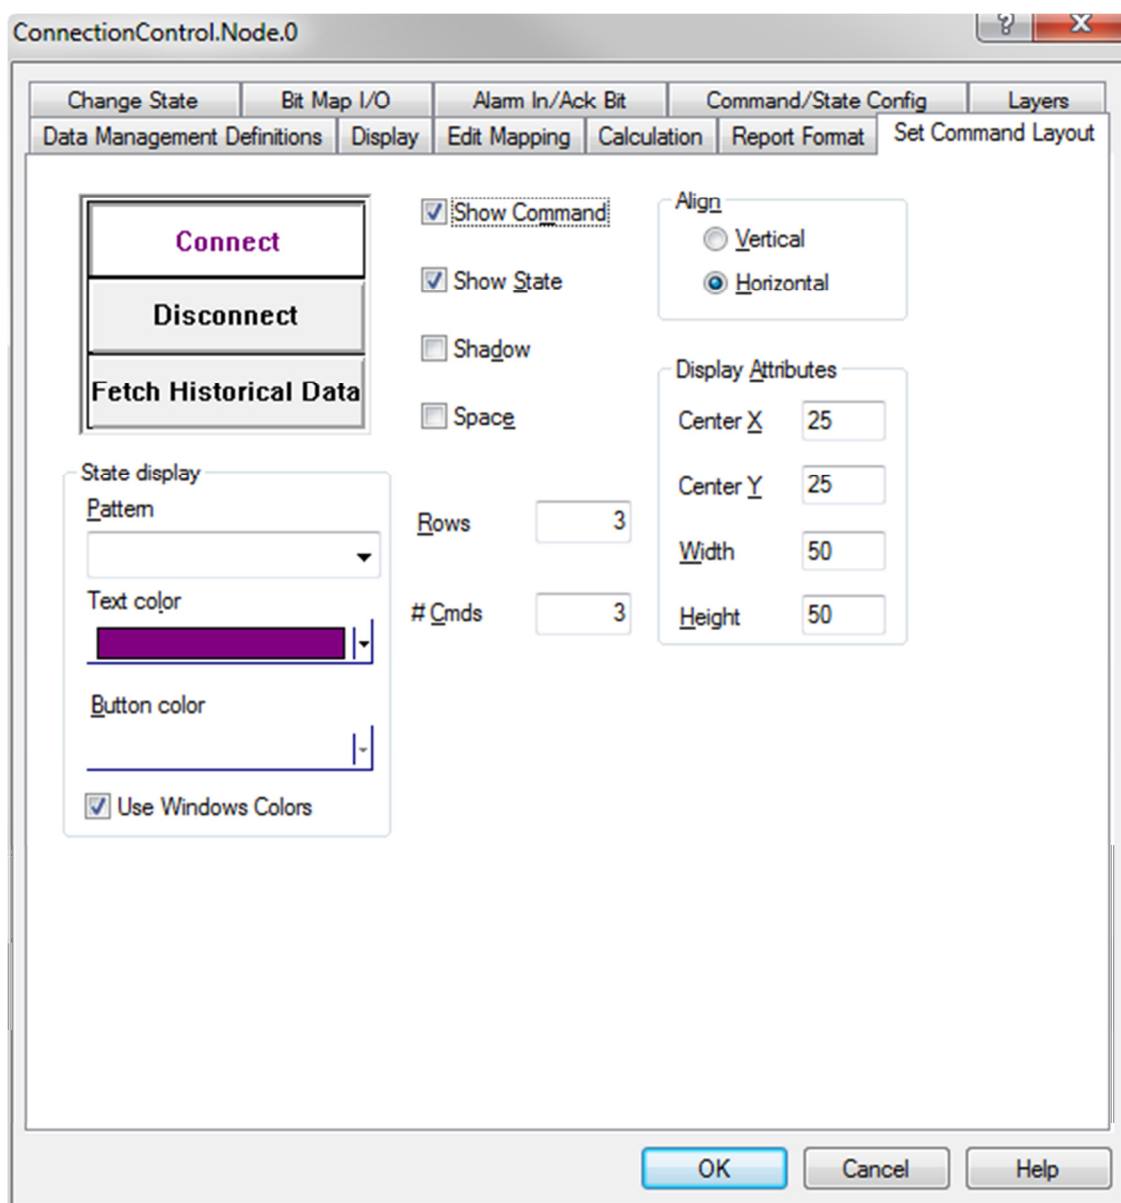 ConnectionControl.Node.0
? X
Change State Bit Map I/O Alarm In/Ack Bit Command/State Config Layers
Data Management Definitions Display Edit Mapping Calculation Report Format Set Command Layout
Connect
Disconnect
Fetch Historical Data
Show Command
Show State
Shadow
Space
Align
Vertical
Horizontal
Display Attributes
Center X 25
Center Y 25
Width 50
Height 50
Rows 3
# Cmds 3
State display
Pattern
Text color
Button color
Use Windows Colors
OK Cancel Help